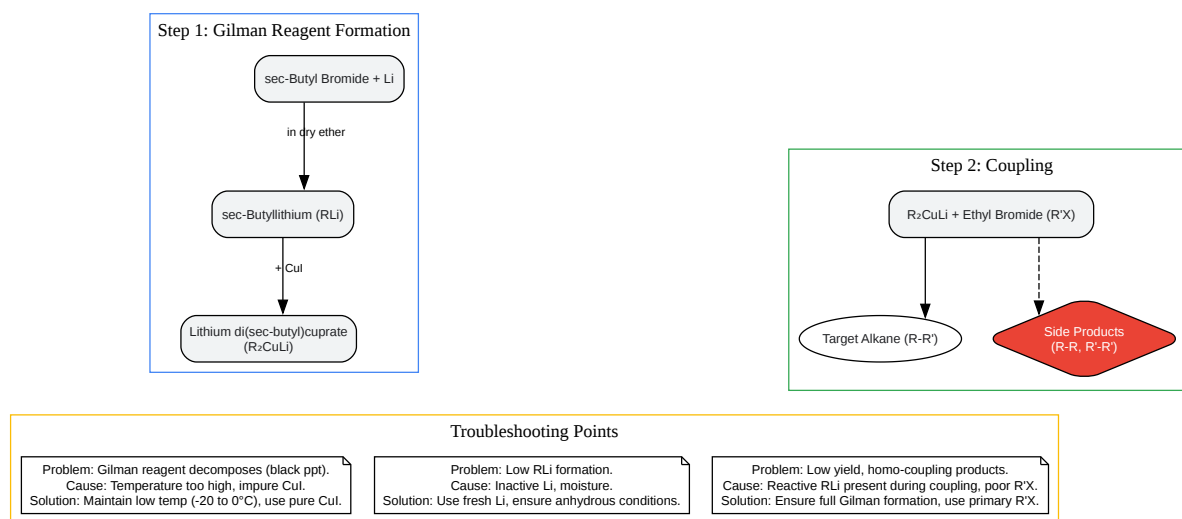 Step 1: Gilman Reagent Formation
sec-Butyl Bromide + Li
in dry ether
sec-Butyllithium (RLi)
+ CuI
Lithium di(sec-butyl)cuprate
(R₂CuLi)
Step 2: Coupling
R₂CuLi + Ethyl Bromide (R'X)
Target Alkane (R-R')
Side Products
(R-R, R'-R')
Troubleshooting Points
Problem: Gilman reagent decomposes (black ppt).
Cause: Temperature too high, impure CuI.
Solution: Maintain low temp (-20 to 0°C), use pure CuI.
Problem: Low RLi formation.
Cause: Inactive Li, moisture.
Solution: Use fresh Li, ensure anhydrous conditions.
Problem: Low yield, homo-coupling products.
Cause: Reactive RLi present during coupling, poor R'X.
Solution: Ensure full Gilman formation, use primary R'X.